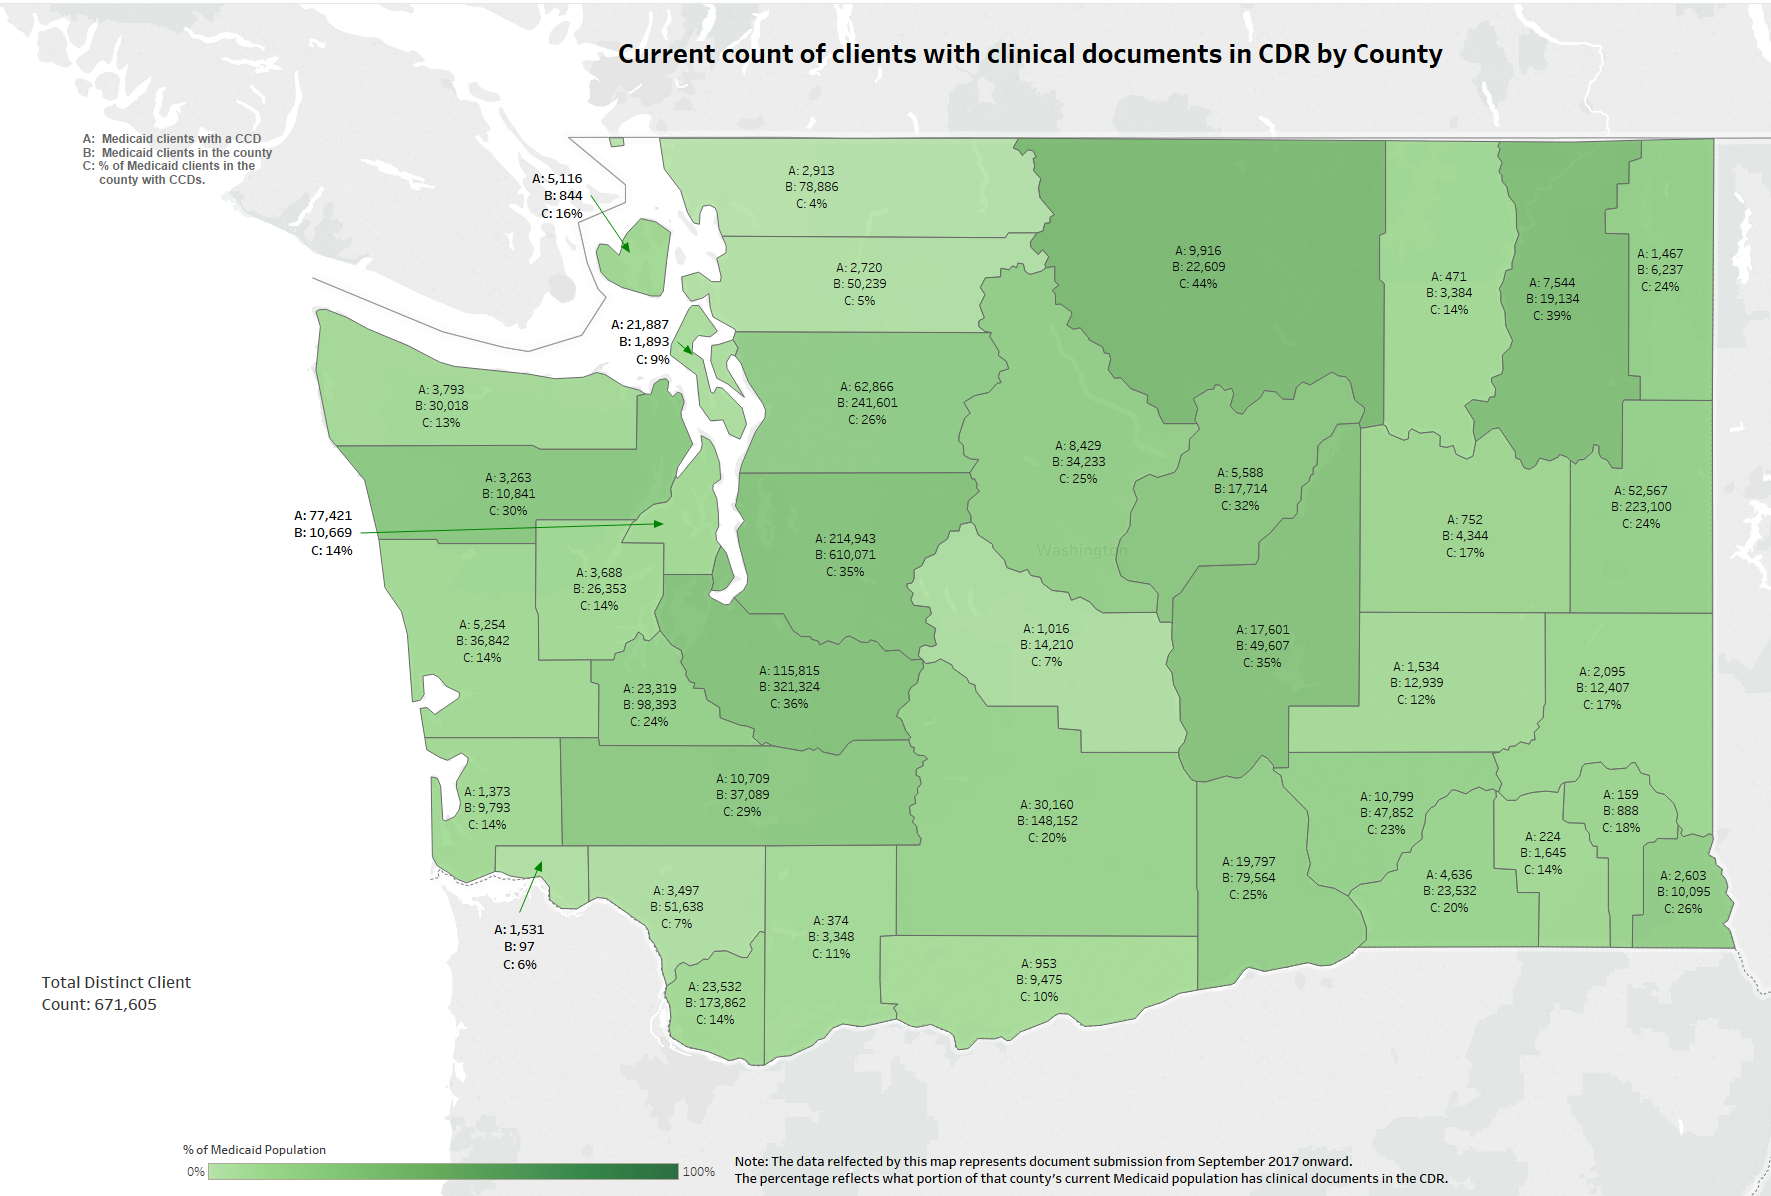 Current count of clients with clinical documents in CDR by County
A: Medicaid clients with a CCD
B: Medicaid clients in the county
C: % of Medicaid clients in the
county with CCDs.
A: 5,116
B: 844
C: 16%
A: 2,913
B: 78,886
C: 4%
A: 2,720
B: 50,239
C: 5%
A: 9,916
B: 22,609
C: 44%
A: 471
B: 3,384
C: 14%
A: 7,544
B: 19,134
C: 39%
A: 1,467
B: 6,237
C: 24%
A: 21,887
B: 1,893
C: 9%
A: 3,793
B: 30,018
C: 13%
A: 62,866
B: 241,601
C: 26%
A: 8,429
B: 34,233
C: 25%
A: 5,588
B: 17,714
C: 32%
A: 3,263
B: 10,841
C: 30%
A: 77,421
B: 10,669
C: 14%
A: 752
B: 4,344
C: 17%
A: 52,567
B: 223,100
C: 24%
A: 214,943
B: 610,071
C: 35%
Washington
A: 3,688
B: 26,353
C: 14%
A: 5,254
B: 36,842
C: 14%
A: 1,016
B: 14,210
C: 7%
A: 17,601
B: 49,607
C: 35%
A: 115,815
B: 321,324
C: 36%
A: 23,319
B: 98,393
C: 24%
A: 1,534
B: 12,939
C: 12%
A: 2,095
B: 12,407
C: 17%
A: 1,373
B: 9,793
C: 14%
A: 10,709
B: 37,089
C: 29%
A: 30,160
B: 148,152
C: 20%
A: 10,799
B: 47,852
C: 23%
A: 159
B: 888
C: 18%
A: 224
B: 1,645
C: 14%
A: 19,797
B: 79,564
C: 25%
A: 4,636
B: 23,532
C: 20%
A: 2,603
B: 10,095
C: 26%
A: 3,497
B: 51,638
C: 7%
A: 1,531
B: 97
C: 6%
A: 374
B: 3,348
C: 11%
A: 953
B: 9,475
C: 10%
A: 23,532
B: 173,862
C: 14%
Total Distinct Client
Count: 671,605
% of Medicaid Population
0%
100%
Note: The data relfected by this map represents document submission from September 2017 onward.
The percentage reflects what portion of that county's current Medicaid population has clinical documents in the CDR.